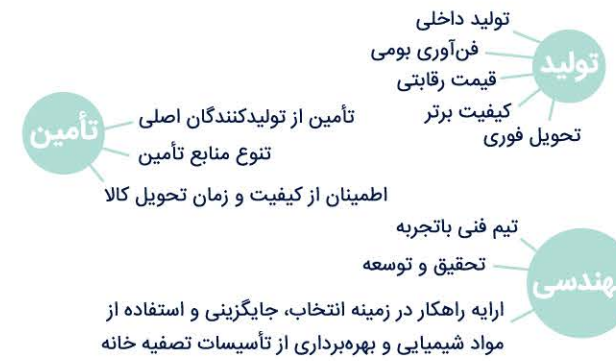 تولید
تولید داخلی
فن‌آوری بومی
قیمت رقابتی
کیفیت برتر
تحویل فوری
تأمین
تأمین از تولیدکنندگان اصلی
تنوع منابع تأمین
اطمینان از کیفیت و زمان تحویل کالا
تیم فنی باتجربه
تحقیق و توسعه
ارایه راهکار در زمینه انتخاب، جایگزینی و استفاده از
مواد شیمیایی و بهره‌برداری از تأسیسات تصفیه خانه